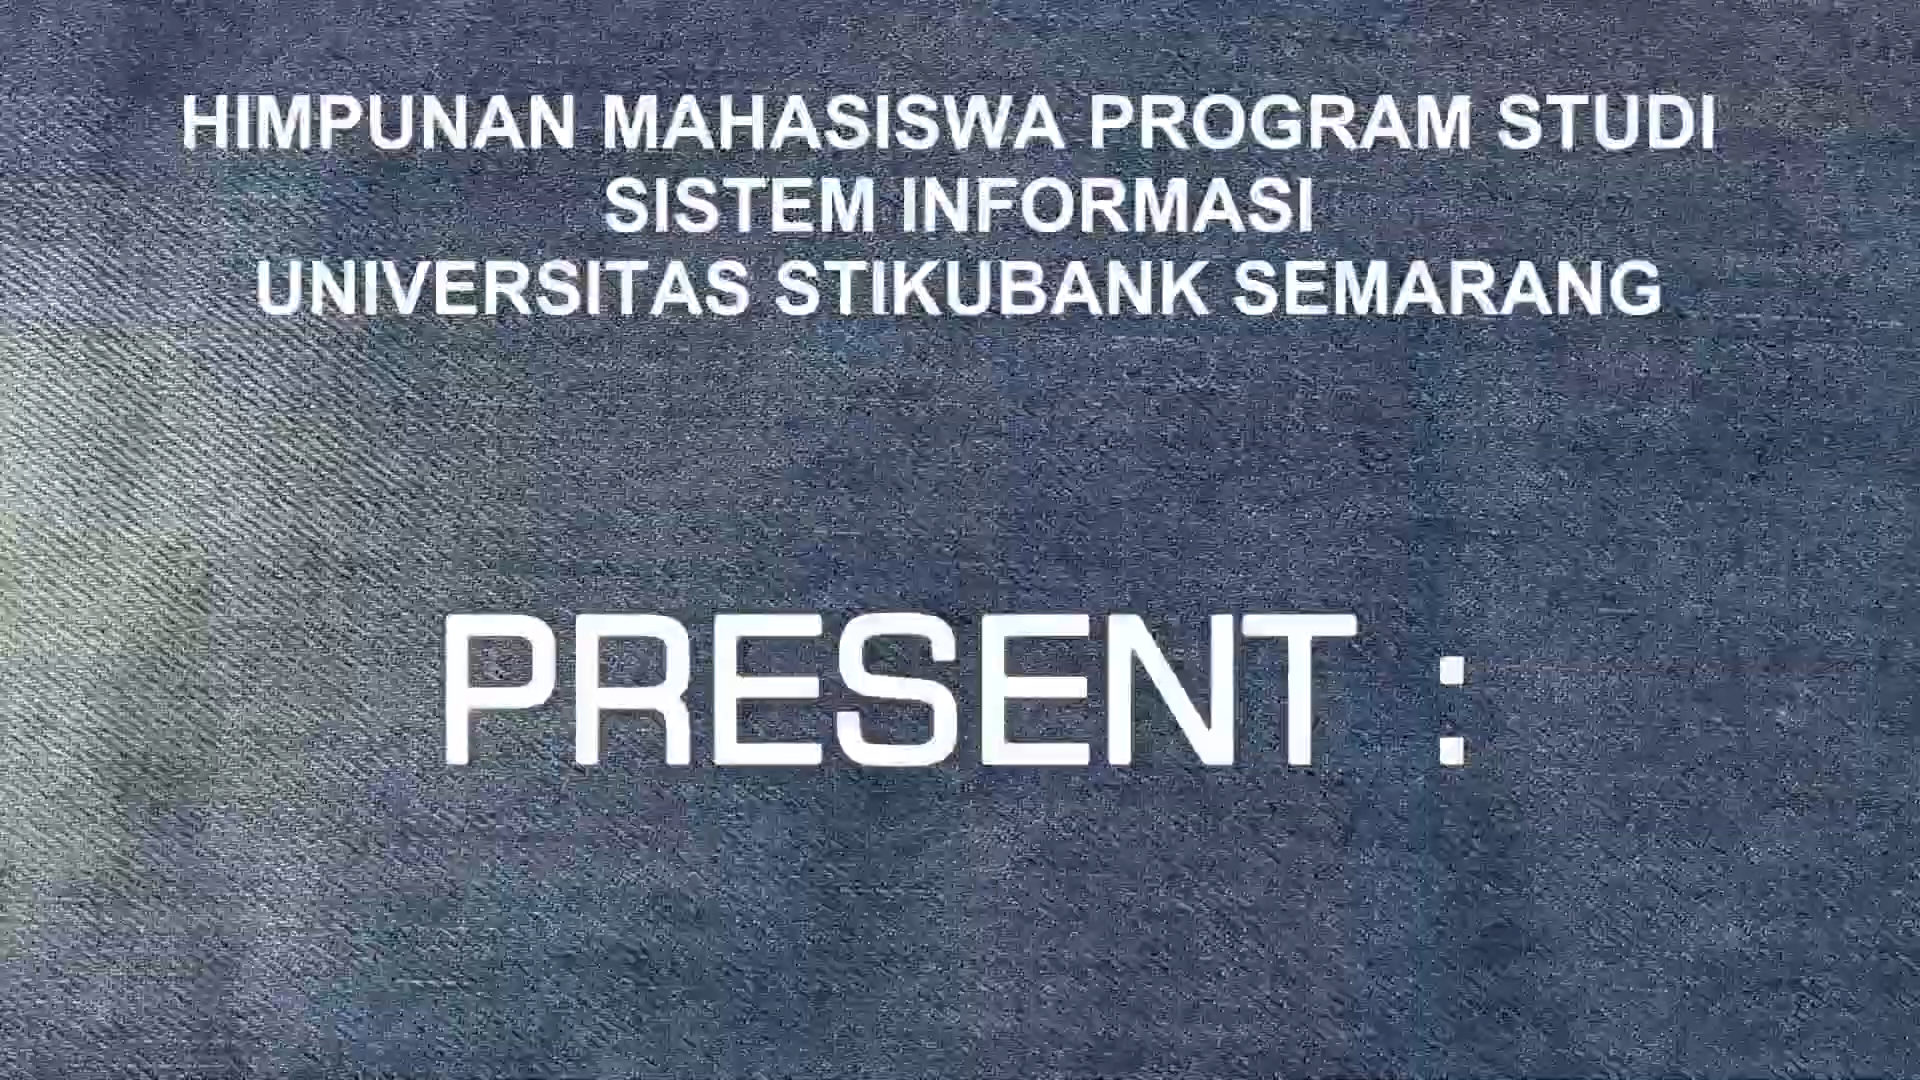 HIMPUNAN MAHASISWA PROGRAM STUDI
SISTEM INFORMASI
UNIVERSITAS STIKUBANK SEMARANG
PRESENT :